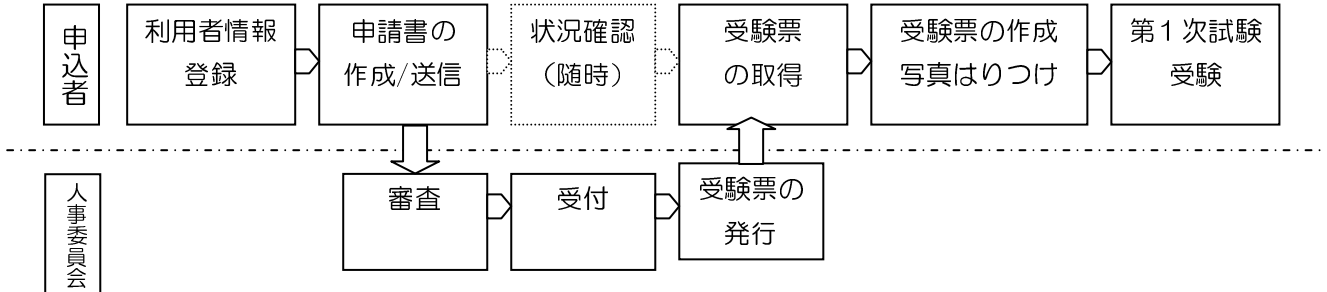 申込者
利用者情報
登録
申請書の
作成/送信
状況確認
（随時）
受験票
の取得
受験票の作成
写真はりつけ
第１次試験
受験
人事委員会
審査
受付
受験票の
発行